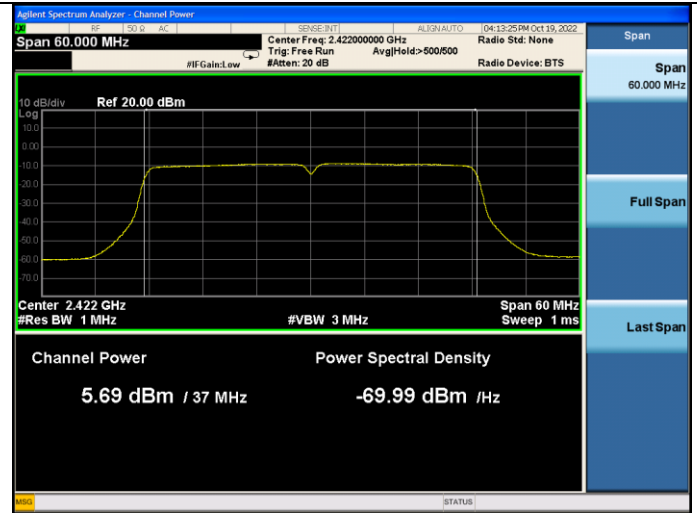 Agilent Spectrum Analyzer - Channel Power
RF 50 Ω AC SENSE:INT ALIGN AUTO 04:13:25 PM Oct 19, 2022
Span 60.000 MHz
Center Freq: 2.422000000 GHz
Radio Std: None
Trig: Free Run Avg|Hold:>500/500
#IFGain:Low #Atten: 20 dB Radio Device: BTS
10 dB/div Ref 20.00 dBm
Log
10.0
0.00
-10.0
-20.0
-30.0
-40.0
-50.0
-60.0
-70.0
Center 2.422 GHz Span 60 MHz
#Res BW 1 MHz #VBW 3 MHz Sweep 1 ms
Channel Power Power Spectral Density
5.69 dBm / 37 MHz -69.99 dBm /Hz
MSG STATUS
Span
Span
60.000 MHz
Full Span
Last Span